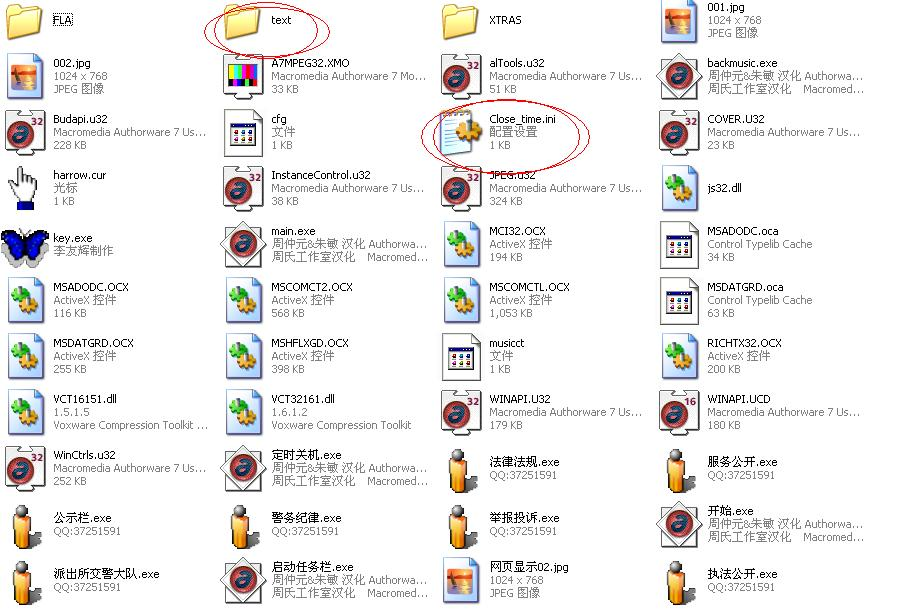 FLA
text
XTRAS
001.jpg
1024 x 768
JPEG 图像
002.jpg
1024 x 768
JPEG 图像
A7MPEG32.XMO
Macromedia Authorware 7 Mo...
33 KB
alTools.u32
Macromedia Authorware 7 Us...
51 KB
backmusic.exe
周仲元&朱敏 汉化 Authorwa...
周氏工作室汉化 Macromed...
Budapi.u32
Macromedia Authorware 7 Us...
228 KB
cfg
文件
1 KB
Close_time.ini
配置设置
1 KB
COVER.U32
Macromedia Authorware 7 Us...
23 KB
harrow.cur
光标
1 KB
InstanceControl.u32
Macromedia Authorware 7 Us...
38 KB
JPEG.u32
Macromedia Authorware 7 Us...
324 KB
js32.dll
key.exe
李友辉制作
main.exe
周仲元&朱敏 汉化 Authorwa...
周氏工作室汉化 Macromed...
MCI32.OCX
ActiveX 控件
194 KB
MSADODC.oca
Control Typelib Cache
34 KB
MSADODC.OCX
ActiveX 控件
116 KB
MSCOMCT2.OCX
ActiveX 控件
568 KB
MSCOMCTL.OCX
ActiveX 控件
1,053 KB
MSDATGRD.oca
Control Typelib Cache
63 KB
MSDATGRD.OCX
ActiveX 控件
255 KB
MSHFLXGD.OCX
ActiveX 控件
398 KB
musicct
文件
1 KB
RICHTX32.OCX
ActiveX 控件
200 KB
VCT16151.dll
1.5.1.5
Voxware Compression Toolkit ...
VCT32161.dll
1.6.1.2
Voxware Compression Toolkit
WINAPI.U32
Macromedia Authorware 7 Us...
179 KB
WINAPI.UCD
Macromedia Authorware 7 Us...
180 KB
WinCtrls.u32
Macromedia Authorware 7 Us...
252 KB
定时关机.exe
周仲元&朱敏 汉化 Authorwa...
周氏工作室汉化 Macromed...
法律法规.exe
QQ:37251591
服务公开.exe
QQ:37251591
公示栏.exe
QQ:37251591
警务纪律.exe
QQ:37251591
举报投诉.exe
QQ:37251591
开始.exe
周仲元&朱敏 汉化 Authorwa...
周氏工作室汉化 Macromed...
派出所交警大队.exe
QQ:37251591
启动任务栏.exe
周仲元&朱敏 汉化 Authorwa...
周氏工作室汉化 Macromed...
网页显示02.jpg
1024 x 768
JPEG 图像
执法公开.exe
QQ:37251591